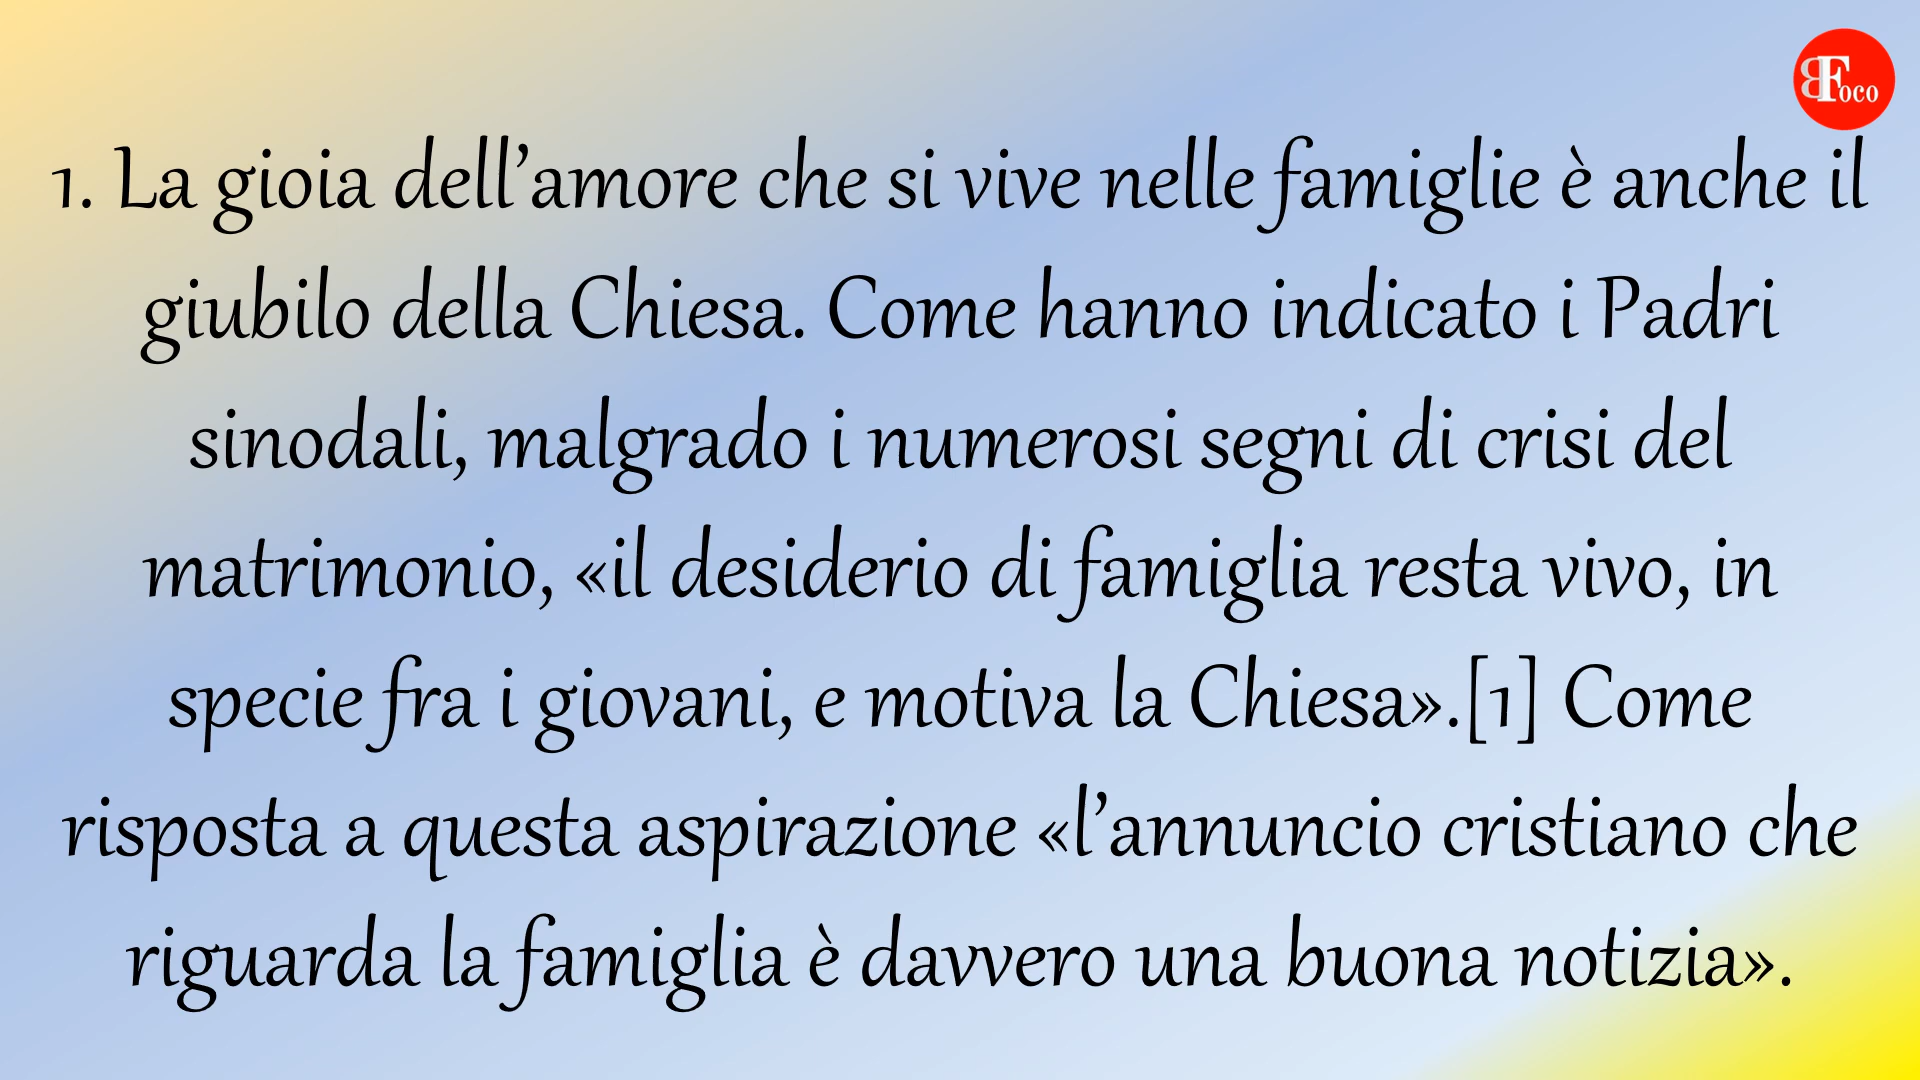 BFoco
1. La gioia dell’amore che si vive nelle famiglie è anche il
giubilo della Chiesa. Come hanno indicato i Padri
sinodali, malgrado i numerosi segni di crisi del
matrimonio, «il desiderio di famiglia resta vivo, in
specie fra i giovani, e motiva la Chiesa».[1] Come
risposta a questa aspirazione «l’annuncio cristiano che
riguarda la famiglia è davvero una buona notizia».